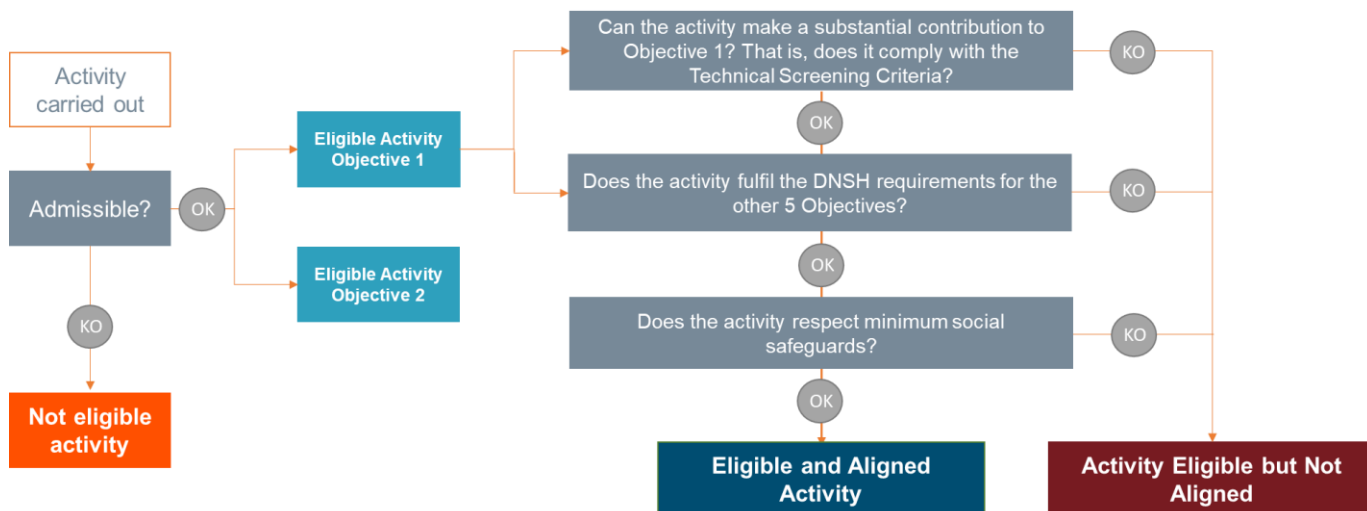 Activity
carried out
Admissible?
OK
KO
Not eligible
activity
Eligible Activity
Objective 1
Eligible Activity
Objective 2
Can the activity make a substantial contribution to
Objective 1? That is, does it comply with the
Technical Screening Criteria?
KO
OK
Does the activity fulfil the DNSH requirements for the
other 5 Objectives?
KO
OK
Does the activity respect minimum social
safeguards?
KO
OK
Eligible and Aligned
Activity
Activity Eligible but Not
Aligned